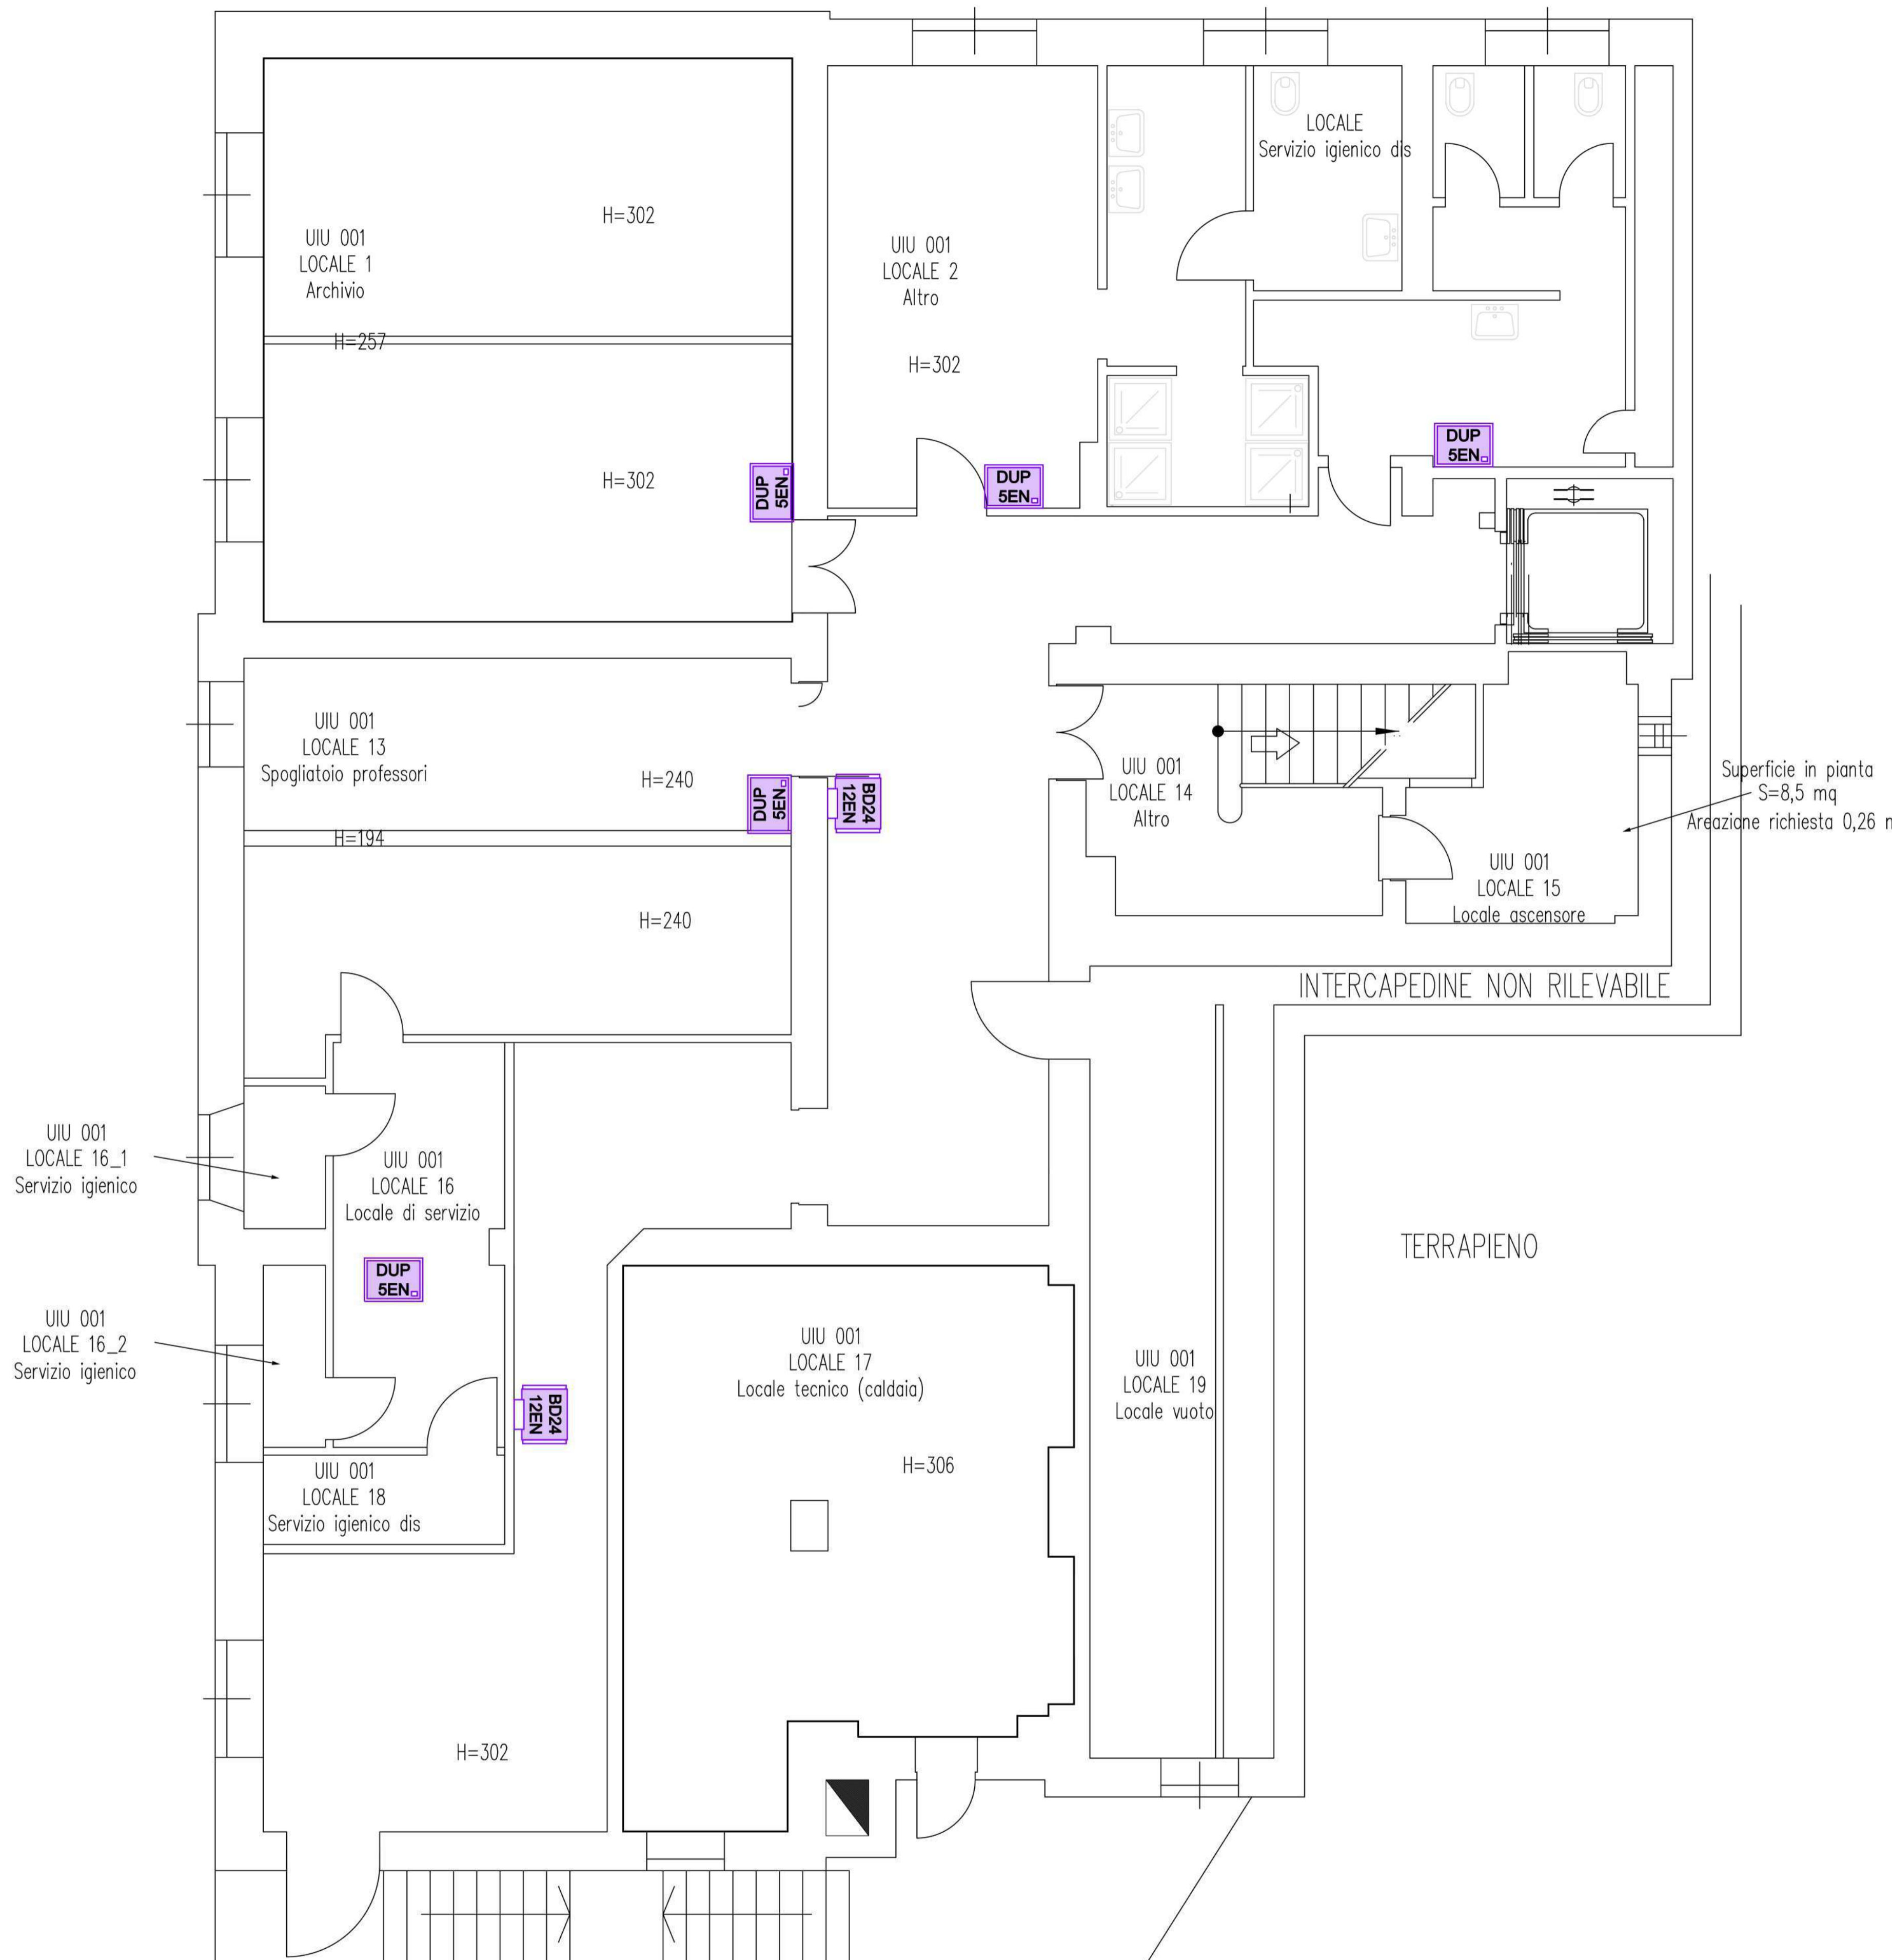 LOCALE
Servizio igienico dis
H=302
UIU 001
LOCALE 1
Archivio
UIU 001
LOCALE 2
Altro
H=257
H=302
H=302
DUP
5EN
DUP
5EN
DUP
5EN
UIU 001
LOCALE 13
Spogliatoio professori
H=240
DUP
5EN
BD24
12EN
UIU 001
LOCALE 14
Altro
Superficie in pianta
S=8,5 mq
Areazione richiesta 0,26 m
H=194
UIU 001
LOCALE 15
Locale ascensore
H=240
INTERCAPEDINE NON RILEVABILE
UIU 001
LOCALE 16_1
Servizio igienico
UIU 001
LOCALE 16
Locale di servizio
TERRAPIENO
DUP
5EN
UIU 001
LOCALE 16_2
Servizio igienico
UIU 001
LOCALE 17
Locale tecnico (caldaia)
UIU 001
LOCALE 19
Locale vuoto
BD24
12EN
H=306
UIU 001
LOCALE 18
Servizio igienico dis
H=302